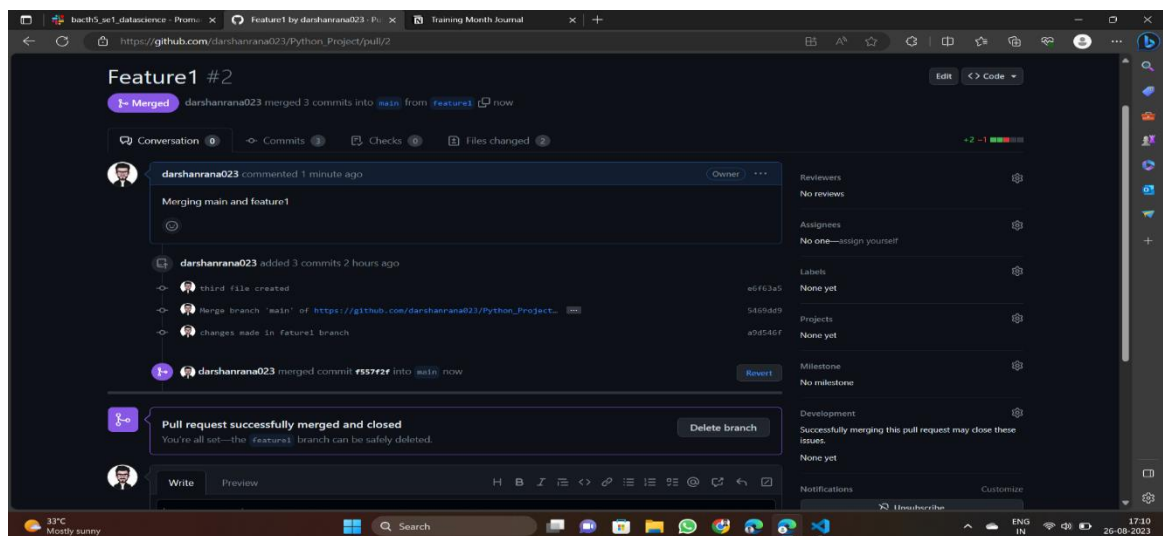 bacth5_se1_datascience - Proma
Feature1 by darshanrana023 · Pu
Training Month Journal
https://github.com/darshanrana023/Python_Project/pull/2
Feature1 #2
Edit
<> Code
Merged
darshanrana023 merged 3 commits into main from feature1 now
Conversation 0
Commits 3
Checks 0
Files changed 2
+2 −1
darshanrana023 commented 1 minute ago
Owner
Merging main and feature1
darshanrana023 added 3 commits 2 hours ago
third file created
e6f63a5
Merge branch 'main' of https://github.com/darshanrana023/Python_Project…
5469dd9
changes made in fature1 branch
a9d546f
darshanrana023 merged commit f557f2f into main now
Revert
Pull request successfully merged and closed
You're all set—the feature1 branch can be safely deleted.
Delete branch
Write
Preview
H B I
Reviewers
No reviews
Assignees
No one—assign yourself
Labels
None yet
Projects
None yet
Milestone
No milestone
Development
Successfully merging this pull request may close these
issues.
None yet
Notifications
Customize
Unsubscribe
33°C
Mostly sunny
Search
ENG
IN
17:10
26-08-2023